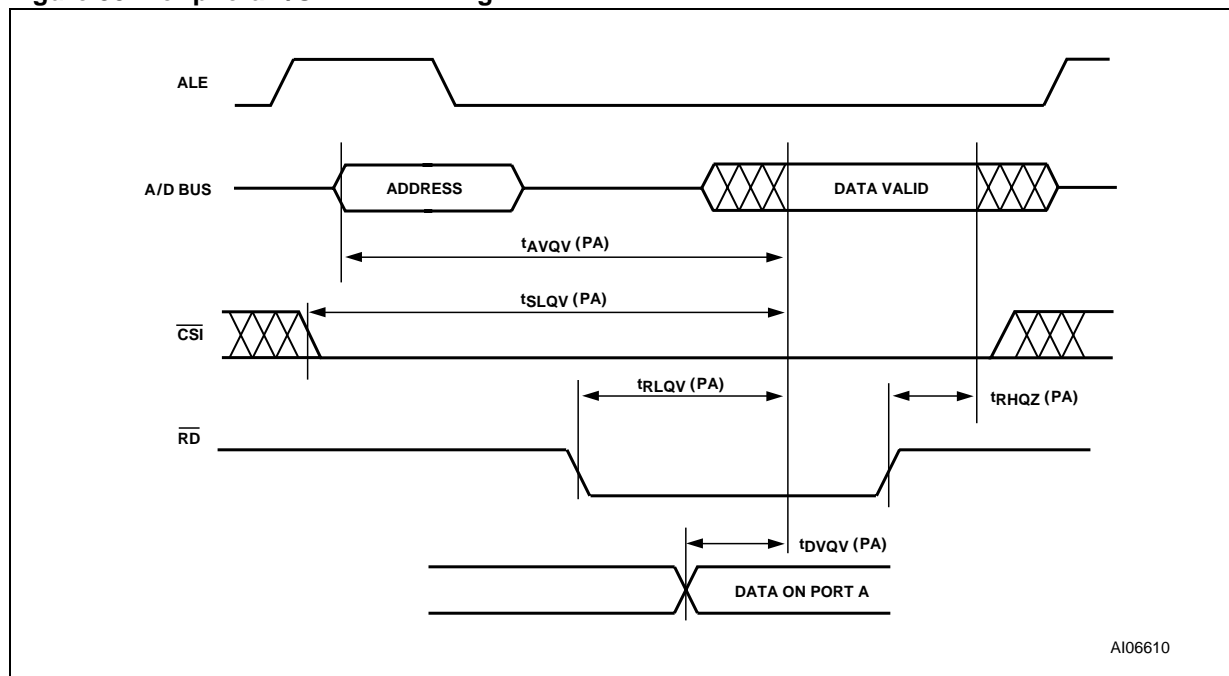 ALE
A/D BUS
ADDRESS
DATA VALID
tAVQV (PA)
tSLQV (PA)
CSI
tRLQV (PA)
tRHQZ (PA)
RD
tDVQV (PA)
DATA ON PORT A
AI06610